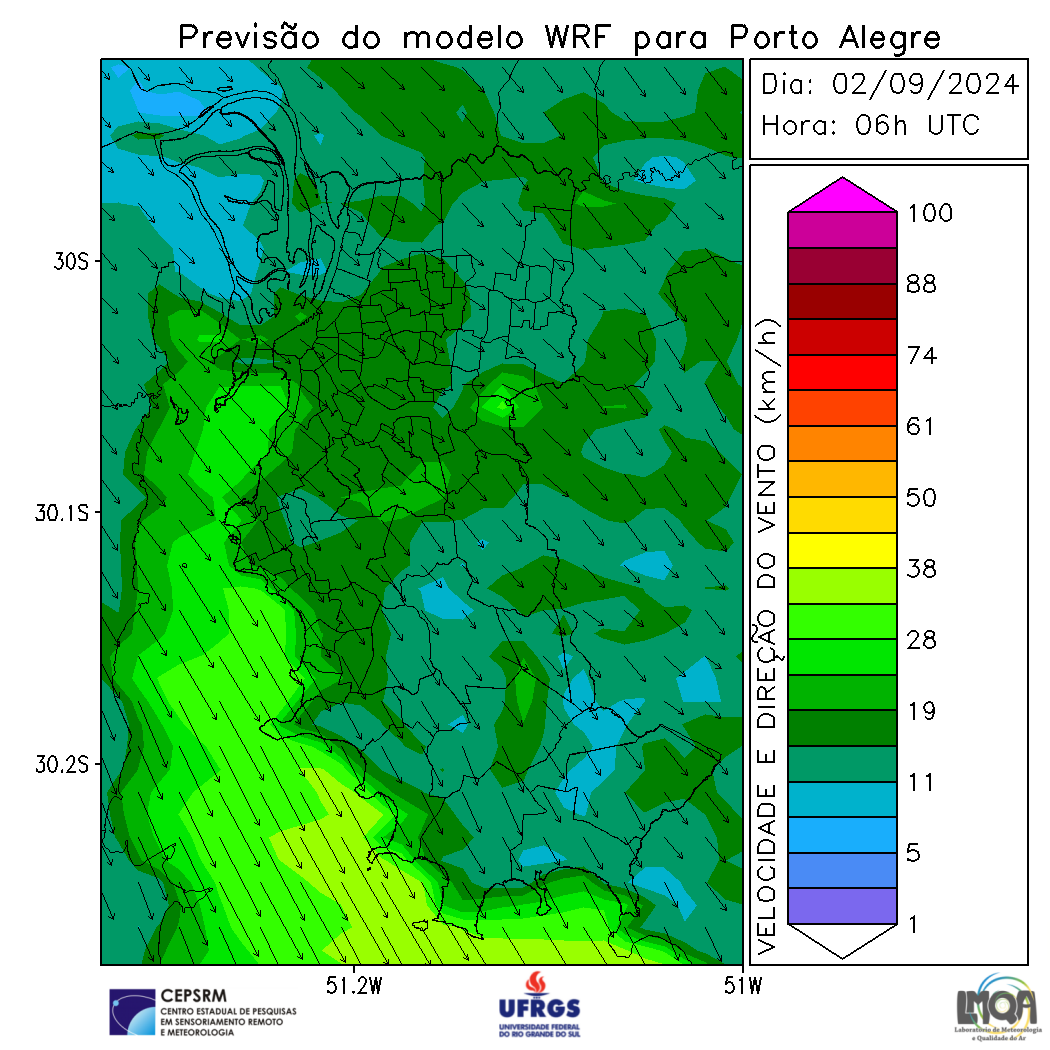 Previsão do modelo WRF para Porto Alegre
Dia: 02/09/2024
Hora: 06h UTC
30S
30.1S
30.2S
51.2W
51W
VELOCIDADE E DIREÇÃO DO VENTO (km/h)
100
88
74
61
50
38
28
19
11
5
1
CEPSRM
CENTRO ESTADUAL DE PESQUISAS
EM SENSORIAMENTO REMOTO
E METEOROLOGIA
UFRGS
UNIVERSIDADE FEDERAL
DO RIO GRANDE DO SUL
LMQA
Laboratório de Meteorologia
e Qualidade do Ar